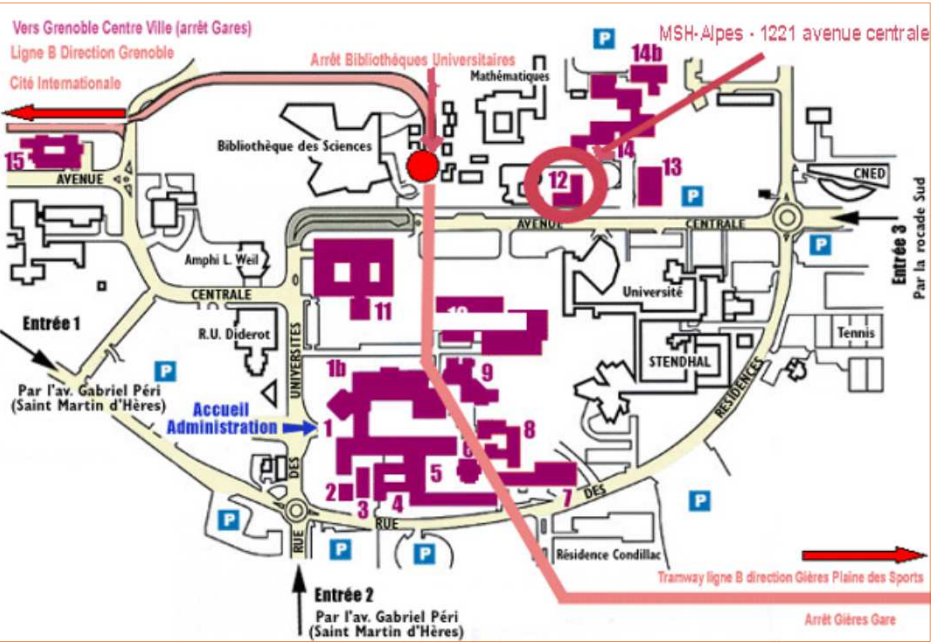 Vers Grenoble Centre Ville (arrêt Gares)
Ligne B Direction Grenoble
Cité Internationale
Arrêt Bibliothèques Universitaires
MSH-Alpes - 1221 avenue centrale
P
14b
Mathématiques
Bibliothèque des Sciences
15
AVENUE
12
14
13
P
CNED
AVENUE
CENTRALE
Entrée 3
Par la rocade Sud
P
Amphi L. Weil
CENTRALE
11
Université
Entrée 1
R.U. Diderot
UNIVERSITES
10
Tennis
STENDHAL
P
1b
9
Par l'av. Gabriel Péri
(Saint Martin d'Hères)
Accueil
Administration
1
8
RESIDENCES
6
5
DES
2
3
4
7
DES
P
P
RUE
RUE
P
P
Résidence Condillac
Entrée 2
Par l'av. Gabriel Péri
(Saint Martin d'Hères)
Tramway ligne B direction Gières Plaine des Sports
Arrêt Gières Gare